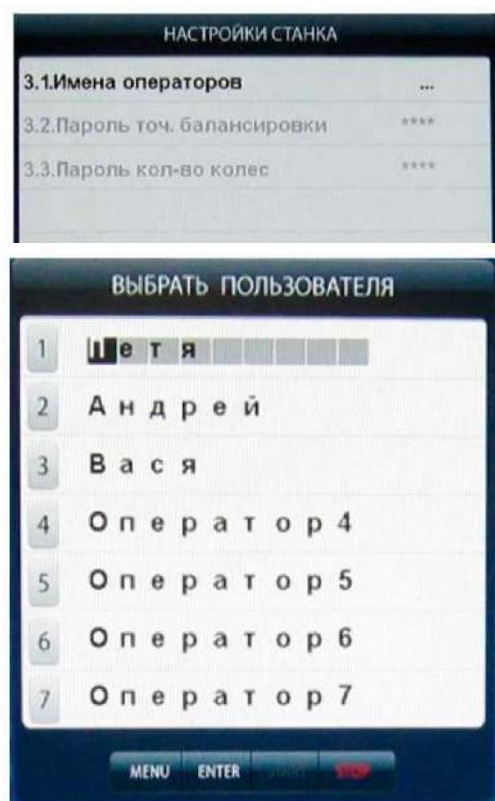 НАСТРОЙКИ СТАНКА
3.1.Имена операторов ...
3.2.Пароль точ. балансировки ****
3.3.Пароль кол-во колес ****
ВЫБРАТЬ ПОЛЬЗОВАТЕЛЯ
1 Петя
2 Андрей
3 Вася
4 Оператор4
5 Оператор5
6 Оператор6
7 Оператор7
MENU ENTER STOP